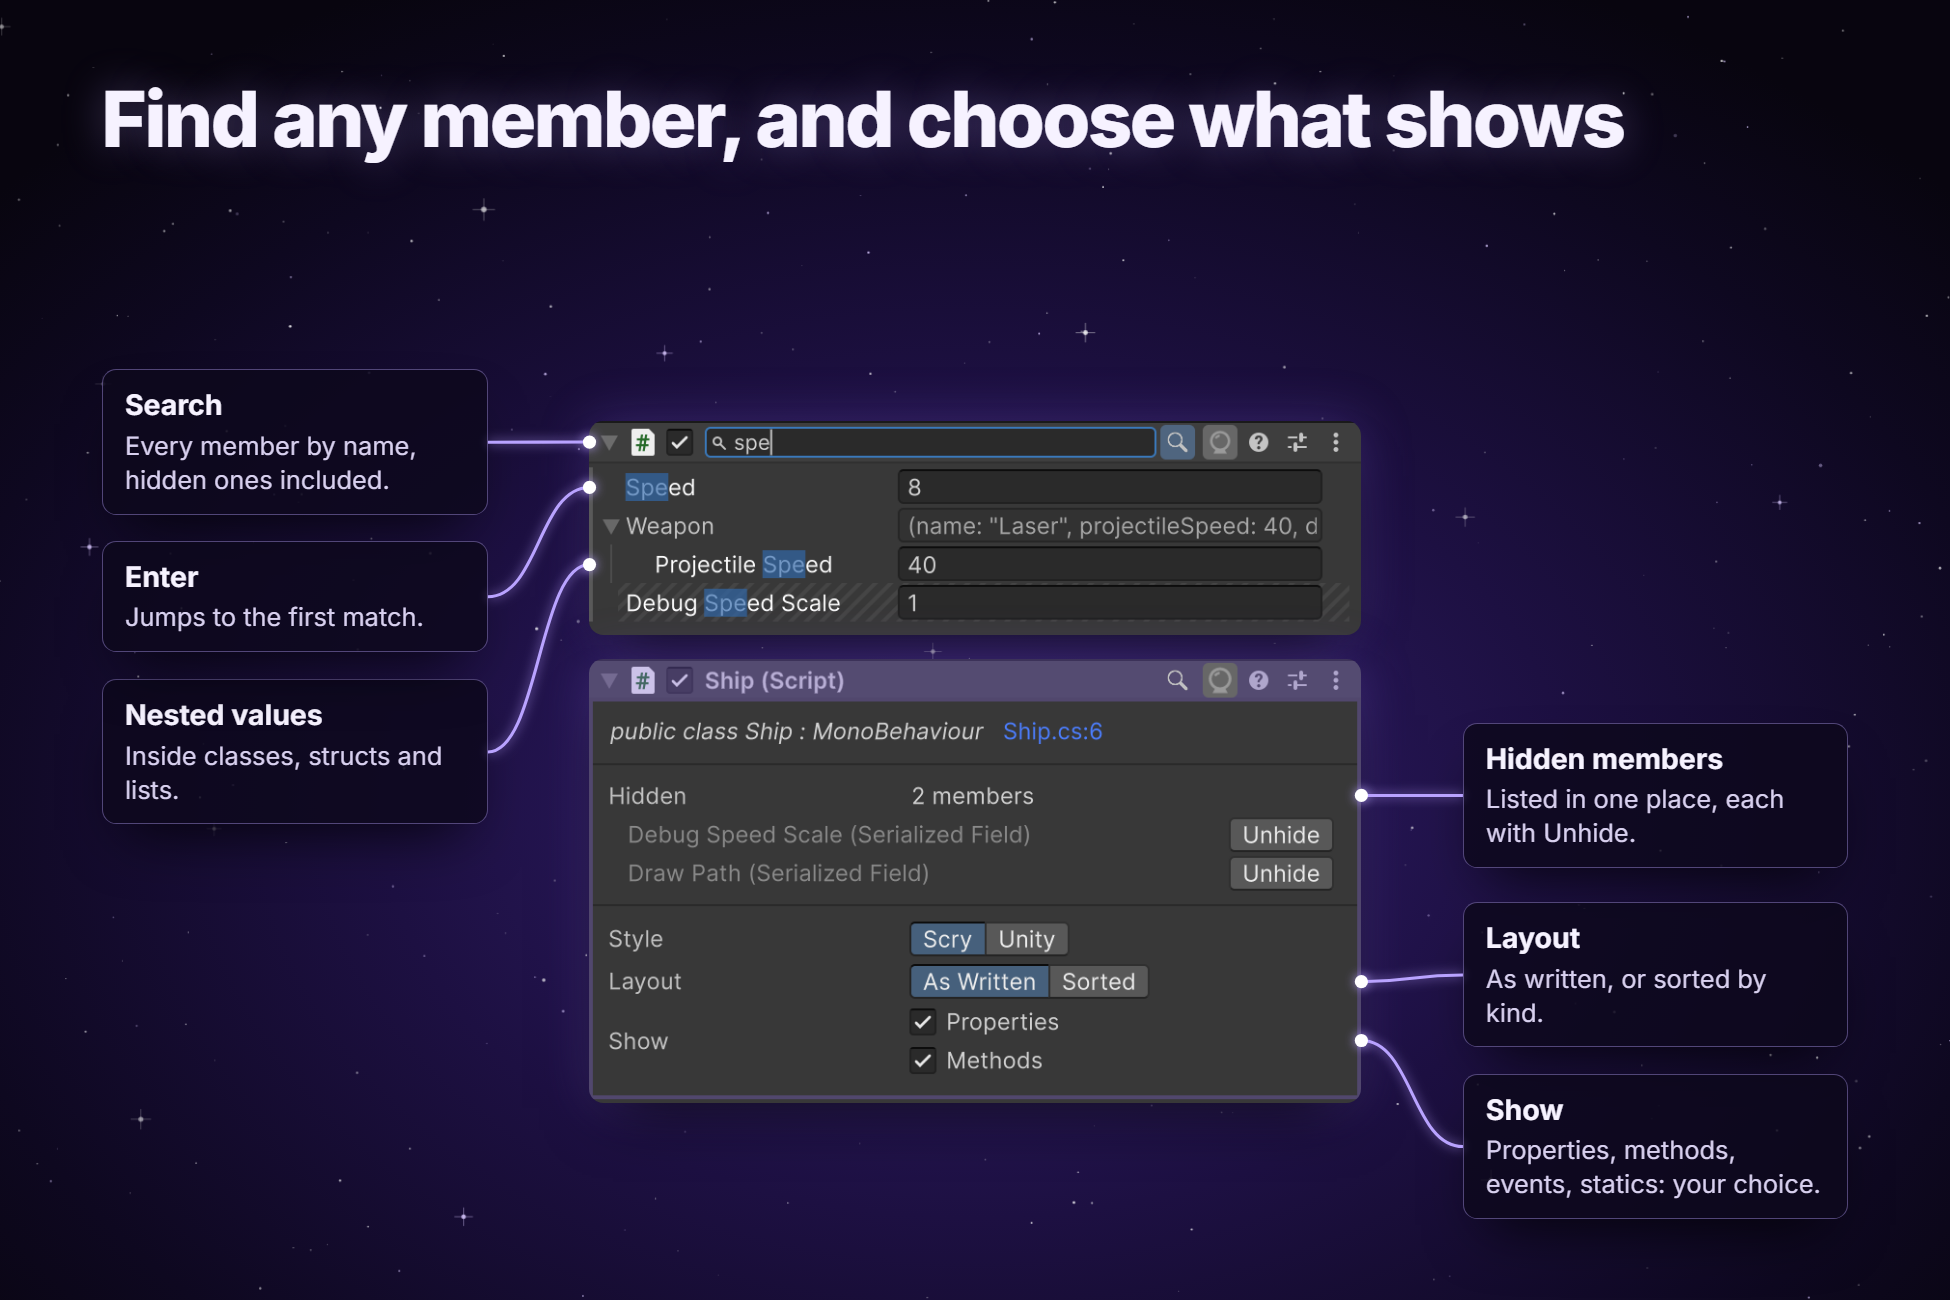 Find any member, and choose what shows
Search
Every member by name,
hidden ones included.
Enter
Jumps to the first match.
Nested values
Inside classes, structs and
lists.
# spe ?
Speed 8
Weapon (name: "Laser", projectileSpeed: 40, d
Projectile Speed 40
Debug Speed Scale 1
# Ship (Script) ?
public class Ship : MonoBehaviour Ship.cs:6
Hidden 2 members
Debug Speed Scale (Serialized Field) Unhide
Draw Path (Serialized Field) Unhide
Style Scry Unity
Layout As Written Sorted
Show
Properties
Methods
Hidden members
Listed in one place, each
with Unhide.
Layout
As written, or sorted by
kind.
Show
Properties, methods,
events, statics: your choice.